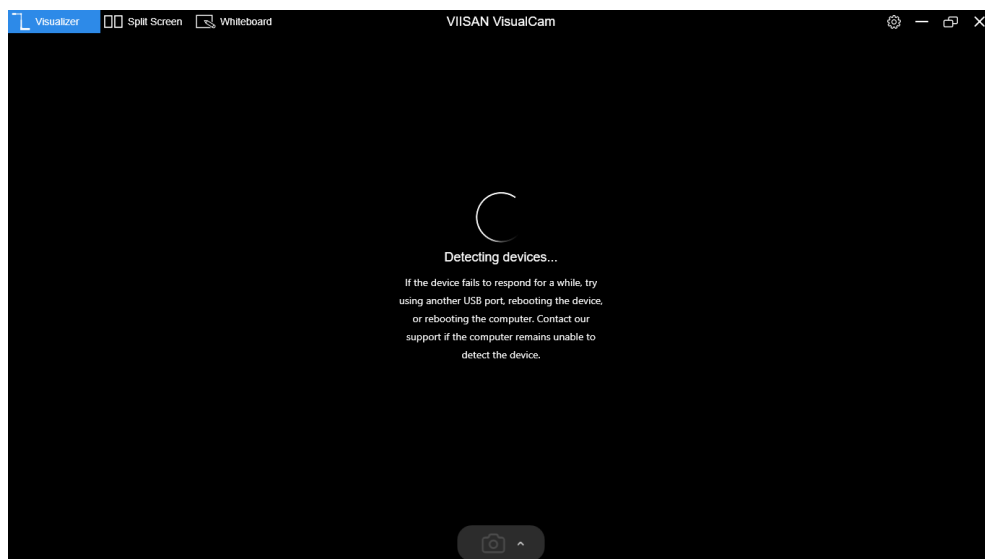 Visualizer Split Screen Whiteboard VIISAN VisualCam
Detecting devices...
If the device fails to respond for a while, try
using another USB port, rebooting the device,
or rebooting the computer. Contact our
support if the computer remains unable to
detect the device.